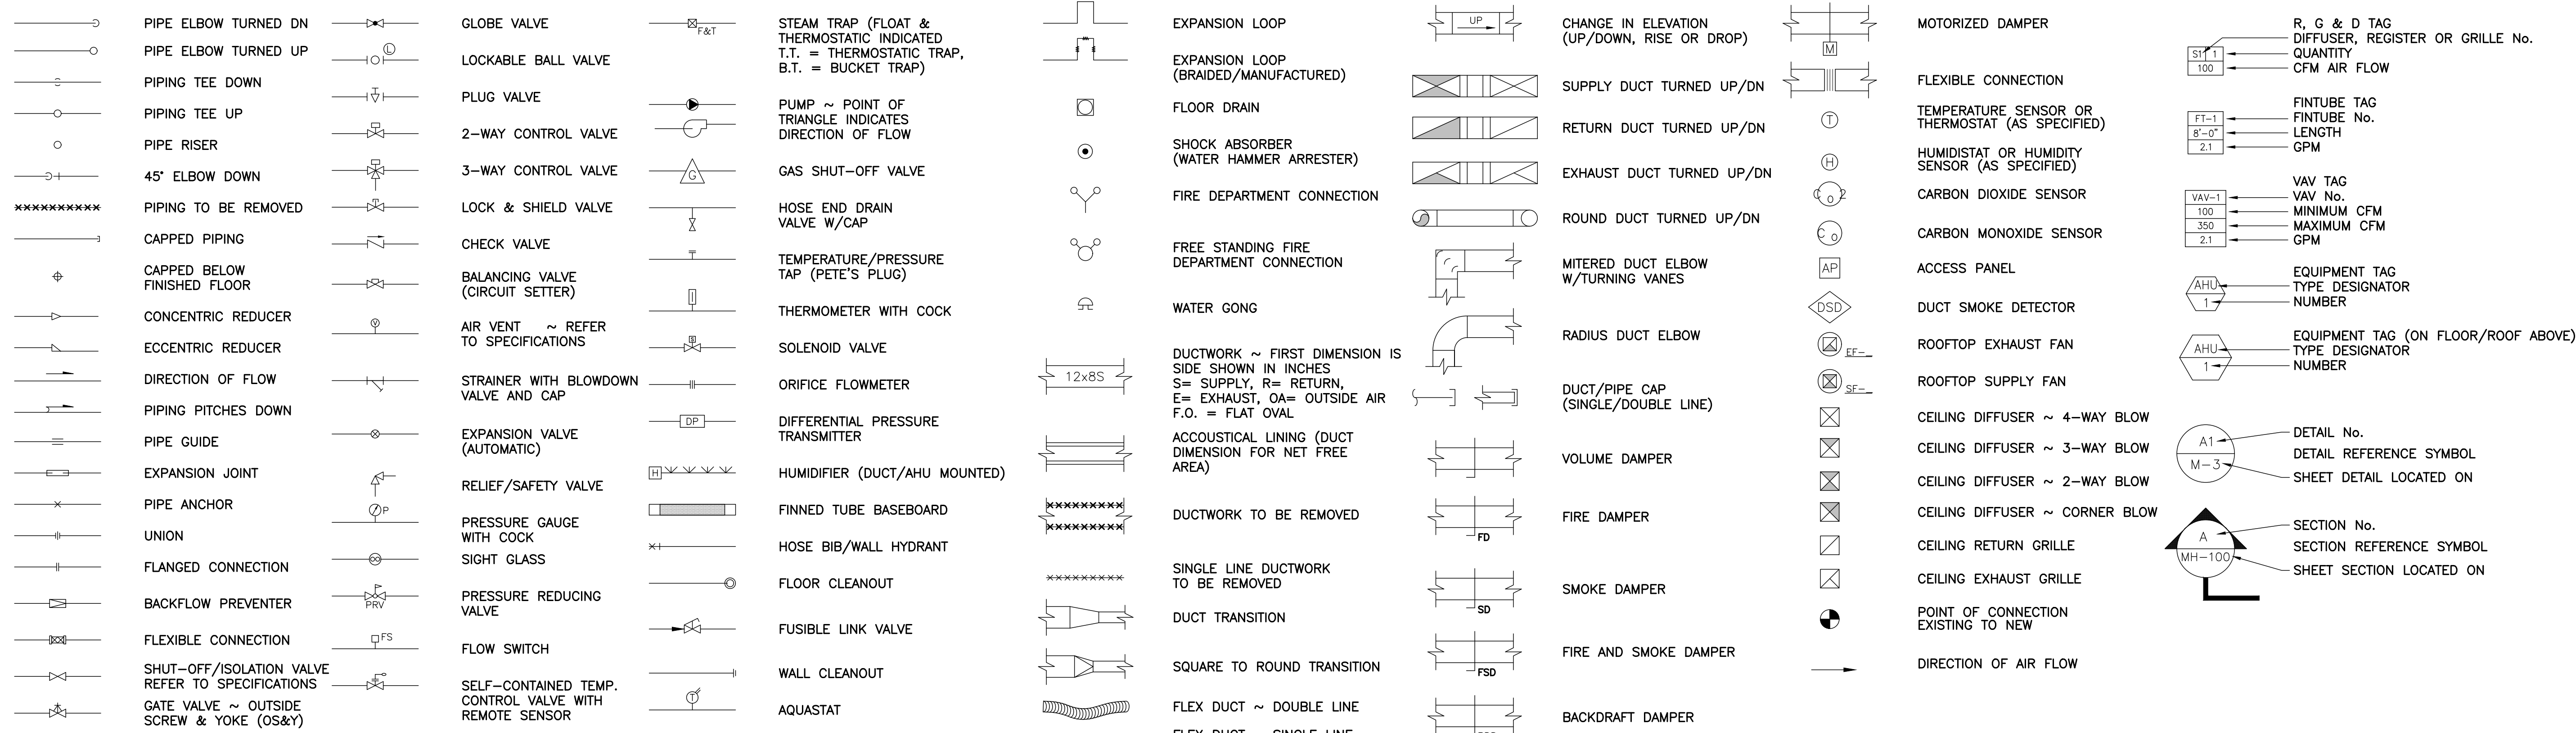 PIPE ELBOW TURNED DN
PIPE ELBOW TURNED UP
PIPING TEE DOWN
PIPING TEE UP
PIPE RISER
45° ELBOW DOWN
PIPING TO BE REMOVED
CAPPED PIPING
CAPPED BELOW
FINISHED FLOOR
CONCENTRIC REDUCER
ECCENTRIC REDUCER
DIRECTION OF FLOW
PIPING PITCHES DOWN
PIPE GUIDE
EXPANSION JOINT
PIPE ANCHOR
UNION
FLANGED CONNECTION
BACKFLOW PREVENTER
FLEXIBLE CONNECTION
SHUT-OFF/ISOLATION VALVE
REFER TO SPECIFICATIONS
GATE VALVE ~ OUTSIDE
SCREW & YOKE (OS&Y)
GLOBE VALVE
L
LOCKABLE BALL VALVE
PLUG VALVE
2-WAY CONTROL VALVE
3-WAY CONTROL VALVE
LOCK & SHIELD VALVE
CHECK VALVE
BALANCING VALVE
(CIRCUIT SETTER)
V
AIR VENT ~ REFER
TO SPECIFICATIONS
STRAINER WITH BLOWDOWN
VALVE AND CAP
EXPANSION VALVE
(AUTOMATIC)
RELIEF/SAFETY VALVE
P
PRESSURE GAUGE
WITH COCK
SIGHT GLASS
PRV
PRESSURE REDUCING
VALVE
FS
FLOW SWITCH
SELF-CONTAINED TEMP.
CONTROL VALVE WITH
REMOTE SENSOR
F&T
STEAM TRAP (FLOAT &
THERMOSTATIC INDICATED
T.T. = THERMOSTATIC TRAP,
B.T. = BUCKET TRAP)
PUMP ~ POINT OF
TRIANGLE INDICATES
DIRECTION OF FLOW
G
GAS SHUT-OFF VALVE
HOSE END DRAIN
VALVE W/CAP
TEMPERATURE/PRESSURE
TAP (PETE'S PLUG)
THERMOMETER WITH COCK
SOLENOID VALVE
ORIFICE FLOWMETER
DP
DIFFERENTIAL PRESSURE
TRANSMITTER
H
HUMIDIFIER (DUCT/AHU MOUNTED)
FINNED TUBE BASEBOARD
HOSE BIB/WALL HYDRANT
FLOOR CLEANOUT
FUSIBLE LINK VALVE
WALL CLEANOUT
T
AQUASTAT
EXPANSION LOOP
EXPANSION LOOP
(BRAIDED/MANUFACTURED)
FLOOR DRAIN
SHOCK ABSORBER
(WATER HAMMER ARRESTER)
FIRE DEPARTMENT CONNECTION
FREE STANDING FIRE
DEPARTMENT CONNECTION
WATER GONG
12x8S
DUCTWORK ~ FIRST DIMENSION IS
SIDE SHOWN IN INCHES
S= SUPPLY, R= RETURN,
E= EXHAUST, OA= OUTSIDE AIR
F.O. = FLAT OVAL
ACCOUSTICAL LINING (DUCT
DIMENSION FOR NET FREE
AREA)
DUCTWORK TO BE REMOVED
SINGLE LINE DUCTWORK
TO BE REMOVED
DUCT TRANSITION
SQUARE TO ROUND TRANSITION
FLEX DUCT ~ DOUBLE LINE
FLEX DUCT ~ SINGLE LINE
UP
CHANGE IN ELEVATION
(UP/DOWN, RISE OR DROP)
SUPPLY DUCT TURNED UP/DN
RETURN DUCT TURNED UP/DN
EXHAUST DUCT TURNED UP/DN
ROUND DUCT TURNED UP/DN
MITERED DUCT ELBOW
W/TURNING VANES
RADIUS DUCT ELBOW
DUCT/PIPE CAP
(SINGLE/DOUBLE LINE)
VOLUME DAMPER
FD
FIRE DAMPER
SD
SMOKE DAMPER
FSD
FIRE AND SMOKE DAMPER
BACKDRAFT DAMPER
M
MOTORIZED DAMPER
FLEXIBLE CONNECTION
T
TEMPERATURE SENSOR OR
THERMOSTAT (AS SPECIFIED)
H
HUMIDISTAT OR HUMIDITY
SENSOR (AS SPECIFIED)
CO2
CARBON DIOXIDE SENSOR
CO
CARBON MONOXIDE SENSOR
AP
ACCESS PANEL
DSD
DUCT SMOKE DETECTOR
EF-_
ROOFTOP EXHAUST FAN
SF-_
ROOFTOP SUPPLY FAN
CEILING DIFFUSER ~ 4-WAY BLOW
CEILING DIFFUSER ~ 3-WAY BLOW
CEILING DIFFUSER ~ 2-WAY BLOW
CEILING DIFFUSER ~ CORNER BLOW
CEILING RETURN GRILLE
CEILING EXHAUST GRILLE
POINT OF CONNECTION
EXISTING TO NEW
DIRECTION OF AIR FLOW
R, G & D TAG
DIFFUSER, REGISTER OR GRILLE No.
S1 1 QUANTITY
100 CFM AIR FLOW
FINTUBE TAG
FT-1 FINTUBE No.
8'-0" LENGTH
2.1 GPM
VAV TAG
VAV-1 VAV No.
100 MINIMUM CFM
350 MAXIMUM CFM
2.1 GPM
EQUIPMENT TAG
AHU TYPE DESIGNATOR
1 NUMBER
EQUIPMENT TAG (ON FLOOR/ROOF ABOVE)
AHU TYPE DESIGNATOR
1 NUMBER
A1 DETAIL No.
DETAIL REFERENCE SYMBOL
M-3 SHEET DETAIL LOCATED ON
A SECTION No.
SECTION REFERENCE SYMBOL
MH-100 SHEET SECTION LOCATED ON